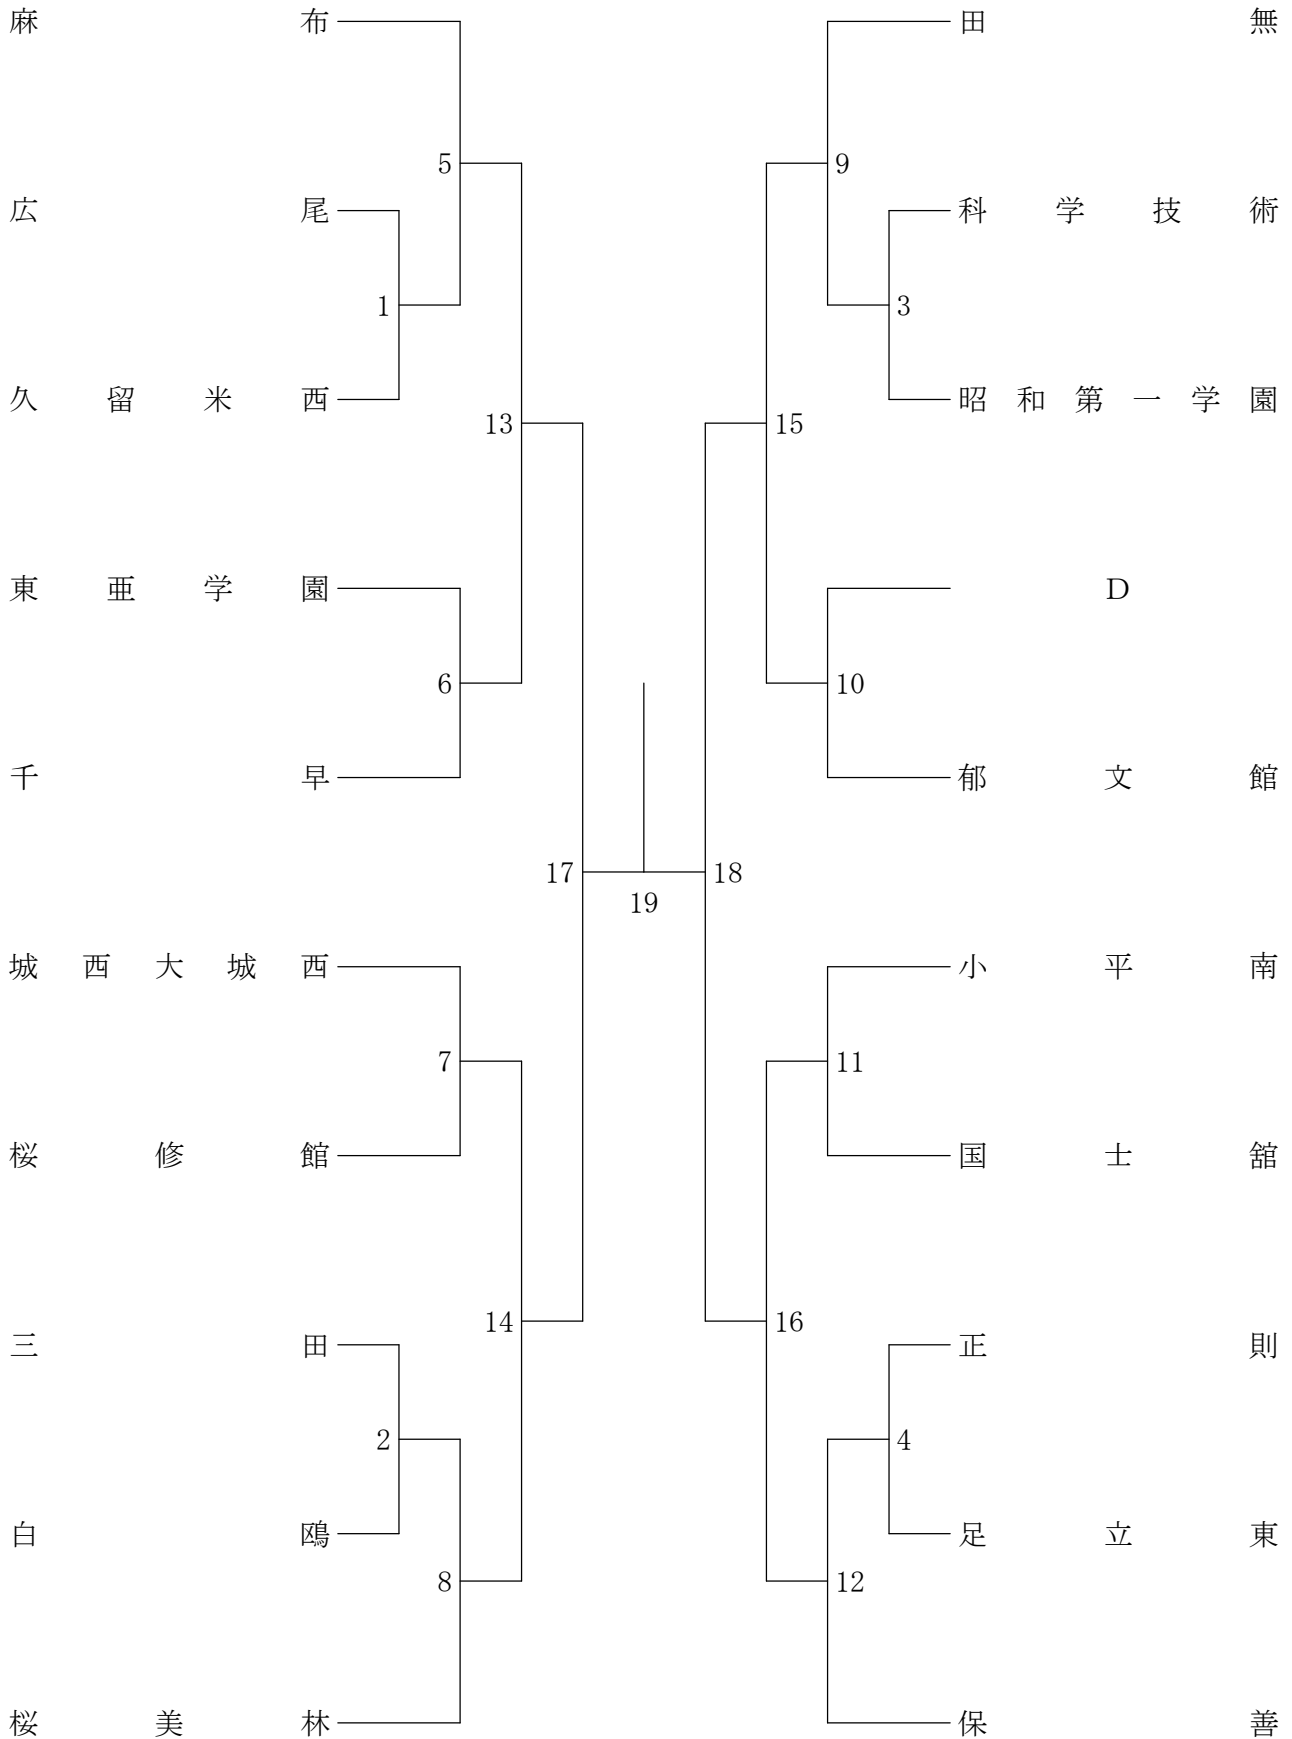 麻布
田無
5
9
広尾
科学技術
1
3
久留米西
昭和第一学園
13
15
東亜学園
D
6
10
千早
郁文館
17
18
19
城西大城西
小平南
7
11
桜修館
国士舘
14
16
三田
正則
2
4
白鴎
足立東
8
12
桜美林
保善